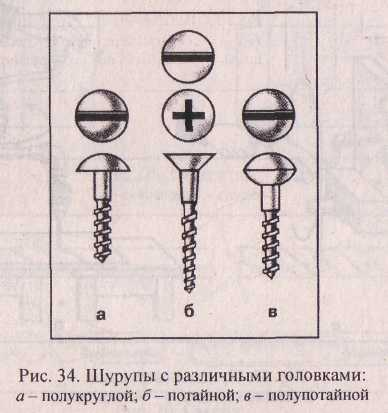 а б в
Рис. 34. Шурупы с различными головками:
а – полукруглой; б – потайной; в – полупотайной